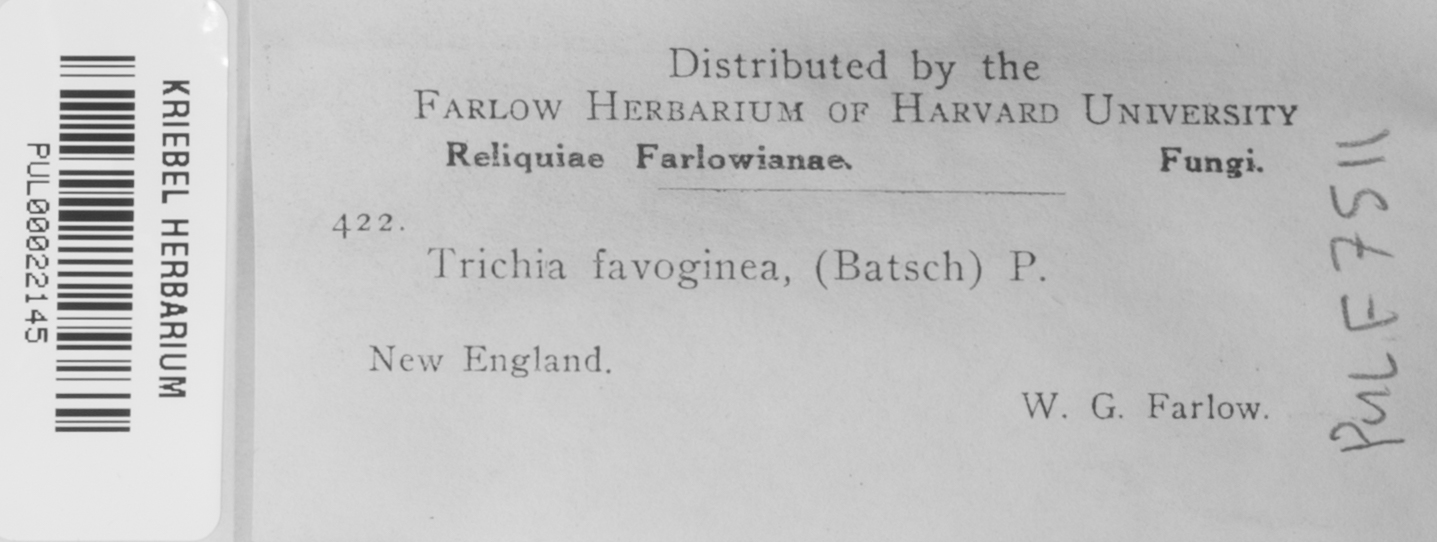 KRIEBEL HERBARIUM
PUL00022145
Distributed by the
FARLOW HERBARIUM OF HARVARD UNIVERSITY
Reliquiae Farlowianae. Fungi.
422.
Trichia favoginea, (Batsch) P.
New England.
W. G. Farlow.
PUL F 7511